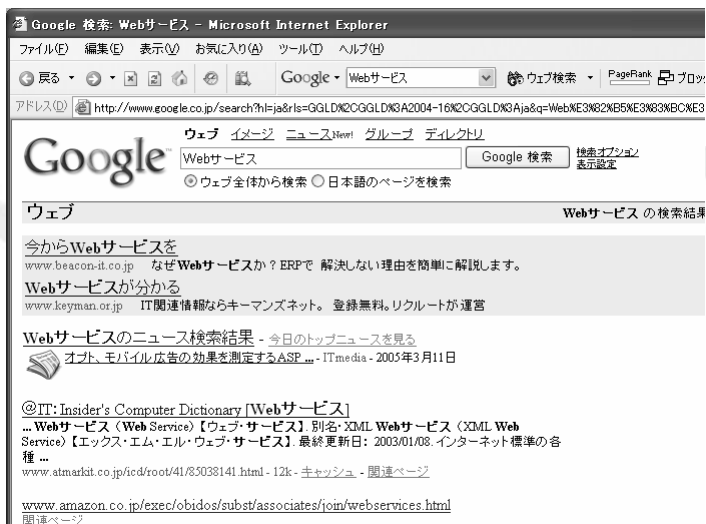 Google 検索: Webサービス - Microsoft Internet Explorer
ファイル(F) 編集(E) 表示(V) お気に入り(A) ツール(T) ヘルプ(H)
戻る Google Webサービス ウェブ検索 PageRank ブロッ
アドレス(D) http://www.google.co.jp/search?hl=ja&rls=GGLD%2CGGLD%3A2004-16%2CGGLD%3Aja&q=Web%E3%82%B5%E3%83%BC%E3
ウェブ イメージ ニュース New! グループ ディレクトリ
Google Webサービス Google 検索 検索オプション
表示設定
ウェブ全体から検索 日本語のページを検索
ウェブ Webサービス の検索結果
今からWebサービスを
www.beacon-it.co.jp なぜWebサービスか？ERPで 解決しない理由を簡単に解説します。
Webサービスが分かる
www.keyman.or.jp IT関連情報ならキーマンズネット。 登録無料。リクルートが運営
Webサービスのニュース検索結果 - 今日のトップニュースを見る
オプト、モバイル広告の効果を測定するASP ... - ITmedia - 2005年3月11日
@IT: Insider's Computer Dictionary [Webサービス]
... Webサービス (Web Service)【ウェブ・サービス】. 別名・XML Webサービス (XML Web
Service)【エックス・エム・エル・ウェブ・サービス】. 最終更新日: 2003/01/08. インターネット標準の各
種 ...
www.atmarkit.co.jp/icd/root/41/85038141.html - 12k - キャッシュ - 関連ページ
www.amazon.co.jp/exec/obidos/subst/associates/join/webservices.html
関連ページ